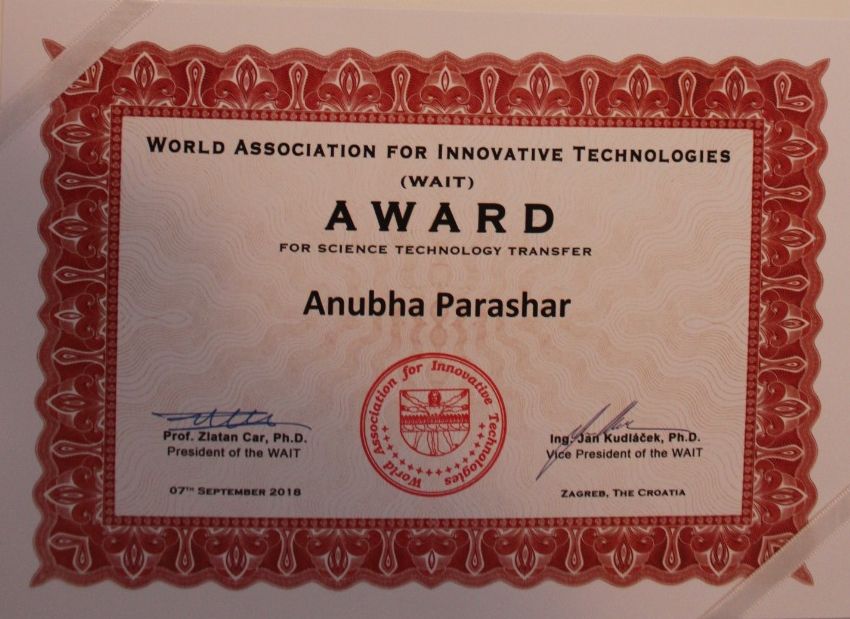 WORLD ASSOCIATION FOR INNOVATIVE TECHNOLOGIES
(WAIT)
AWARD
FOR SCIENCE TECHNOLOGY TRANSFER
Anubha Parashar
World Association for Innovative Technologies
Prof. Zlatan Car, Ph.D.
President of the WAIT
Ing. Jan Kudláček, Ph.D.
Vice President of the WAIT
07TH SEPTEMBER 2018
ZAGREB, THE CROATIA